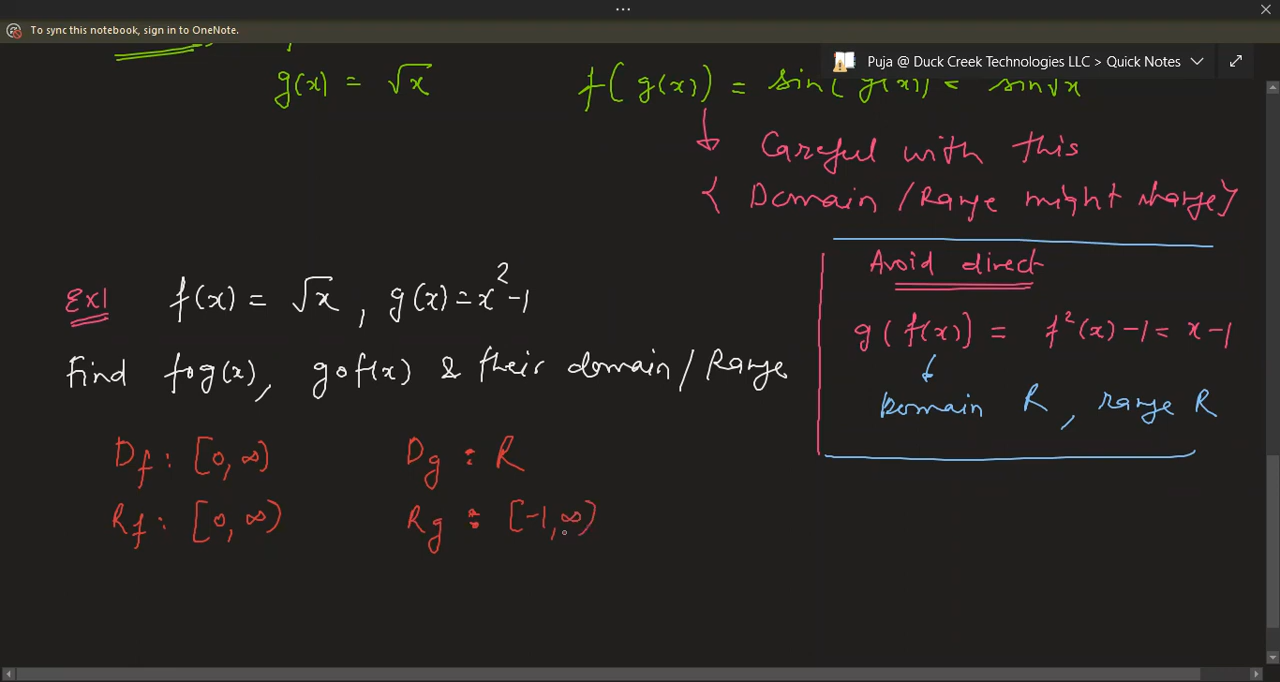 ...
To sync this notebook, sign in to OneNote.
Puja @ Duck Creek Technologies LLC > Quick Notes
g(x) = √x
f(g(x)) = sin(g(x)) = sin√x
Careful with this
{ Domain / Range might change }
Ex1 f(x) = √x , g(x) = x²-1
Find fog(x), gof(x) & their domain / Range
Df : [0, ∞) Dg : R
Rf : [0, ∞) Rg : [-1, ∞)
Avoid direct
g(f(x)) = f²(x) - 1 = x - 1
Domain R , range R